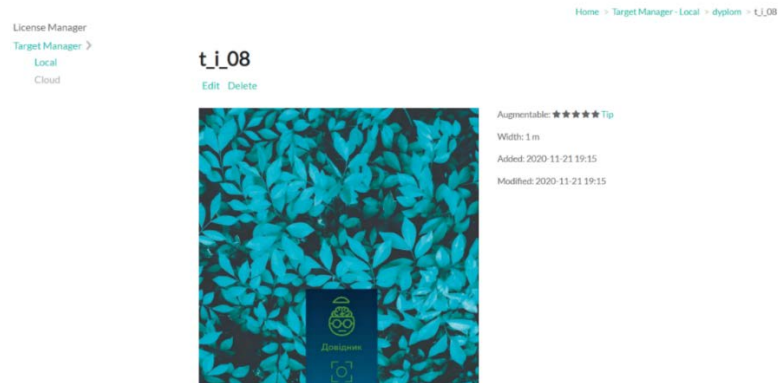 Home > Target Manager - Local > dyplom > t_i_08
License Manager
Target Manager >
Local
Cloud
t_i_08
Edit Delete
Augmentable: ★★★★★ Tip
Width: 1 m
Added: 2020-11-21 19:15
Modified: 2020-11-21 19:15
Довідник